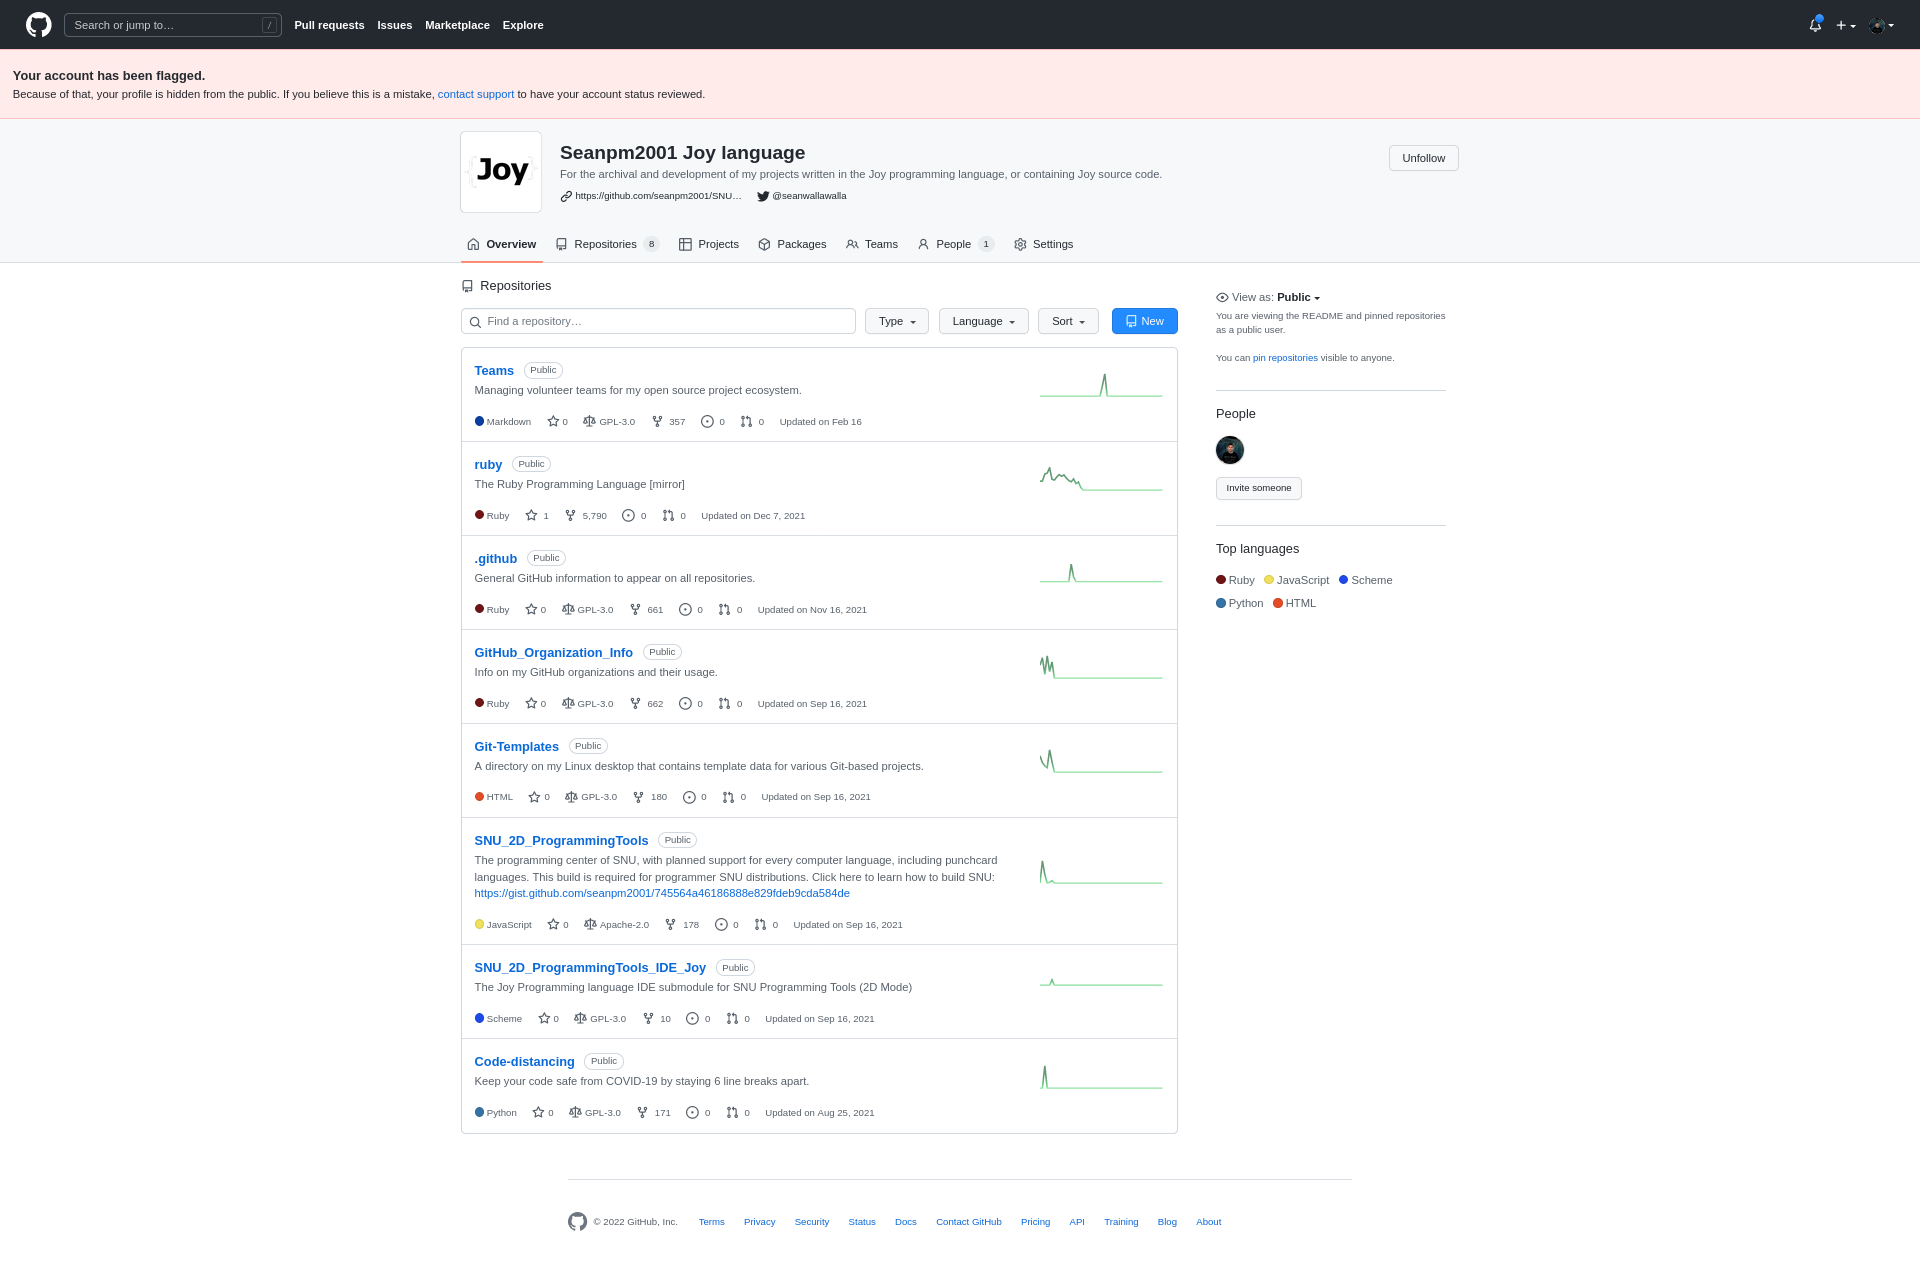 Search or jump to… /
Pull requests Issues Marketplace Explore
Your account has been flagged.
Because of that, your profile is hidden from the public. If you believe this is a mistake, contact support to have your account status reviewed.
{Joy}
Seanpm2001 Joy language
For the archival and development of my projects written in the Joy programming language, or containing Joy source code.
https://github.com/seanpm2001/SNU… @seanwallawalla
Unfollow
Overview Repositories 8 Projects Packages Teams People 1 Settings
Repositories
Find a repository… Type Language Sort New
Teams Public
Managing volunteer teams for my open source project ecosystem.
Markdown 0 GPL-3.0 357 0 0 Updated on Feb 16
ruby Public
The Ruby Programming Language [mirror]
Ruby 1 5,790 0 0 Updated on Dec 7, 2021
.github Public
General GitHub information to appear on all repositories.
Ruby 0 GPL-3.0 661 0 0 Updated on Nov 16, 2021
GitHub_Organization_Info Public
Info on my GitHub organizations and their usage.
Ruby 0 GPL-3.0 662 0 0 Updated on Sep 16, 2021
Git-Templates Public
A directory on my Linux desktop that contains template data for various Git-based projects.
HTML 0 GPL-3.0 180 0 0 Updated on Sep 16, 2021
SNU_2D_ProgrammingTools Public
The programming center of SNU, with planned support for every computer language, including punchcard
languages. This build is required for programmer SNU distributions. Click here to learn how to build SNU:
https://gist.github.com/seanpm2001/745564a46186888e829fdeb9cda584de
JavaScript 0 Apache-2.0 178 0 0 Updated on Sep 16, 2021
SNU_2D_ProgrammingTools_IDE_Joy Public
The Joy Programming language IDE submodule for SNU Programming Tools (2D Mode)
Scheme 0 GPL-3.0 10 0 0 Updated on Sep 16, 2021
Code-distancing Public
Keep your code safe from COVID-19 by staying 6 line breaks apart.
Python 0 GPL-3.0 171 0 0 Updated on Aug 25, 2021
View as: Public
You are viewing the README and pinned repositories
as a public user.
You can pin repositories visible to anyone.
People
Invite someone
Top languages
Ruby JavaScript Scheme
Python HTML
© 2022 GitHub, Inc. Terms Privacy Security Status Docs Contact GitHub Pricing API Training Blog About